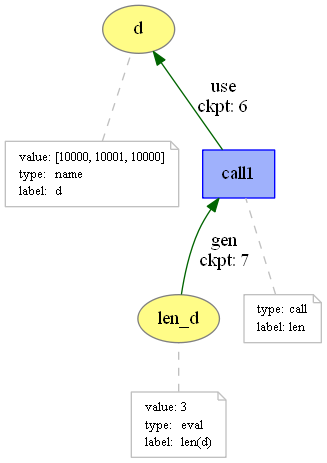 d
use
ckpt: 6
value: [10000, 10001, 10000]
type: name
label: d
call1
gen
ckpt: 7
type: call
label: len
len_d
value: 3
type: eval
label: len(d)